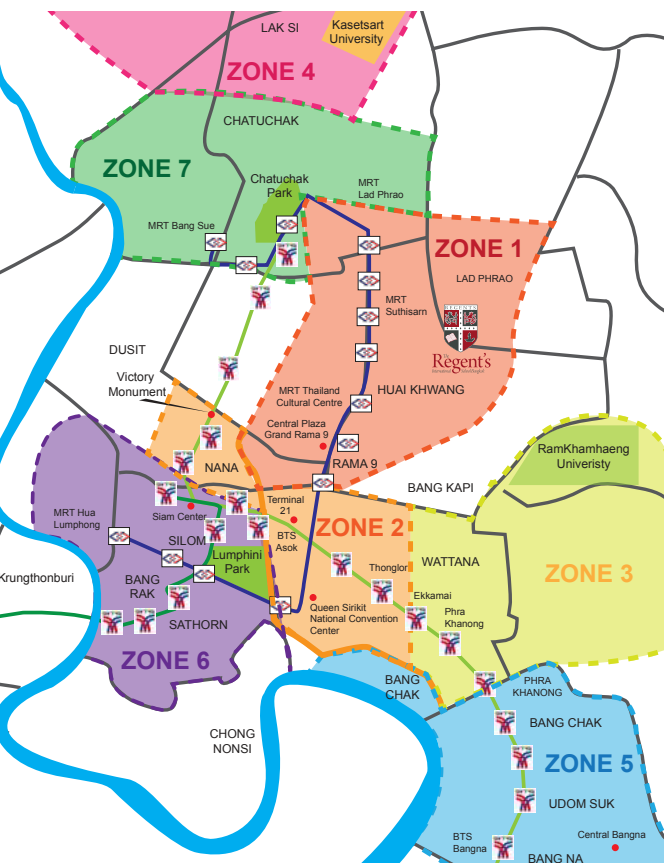 LAK SI
Kasetsart
University
ZONE 4
CHATUCHAK
ZONE 7
Chatuchak
Park
MRT
Lad Phrao
MRT Bang Sue
ZONE 1
LAD PHRAO
MRT
Suthisarn
REGENTS
The
Regent's
DUSIT
Victory
Monument
MRT Thailand
Cultural Centre
HUAI KHWANG
Central Plaza
Grand Rama 9
RAMA 9
NANA
RamKhamhaeng
Univeristy
BANG KAPI
Terminal
21
ZONE 2
MRT Hua
Lumphong
Siam Center
SILOM
BTS
Asok
Lumphini
Park
WATTANA
ZONE 3
Thonglor
Krungthonburi
BANG
RAK
Ekkamai
Phra
Khanong
SATHORN
Queen Sirikit
National Convention
Center
ZONE 6
BANG
CHAK
PHRA
KHANONG
BANG CHAK
CHONG
NONSI
ZONE 5
UDOM SUK
BTS
Bangna
Central Bangna
BANG NA